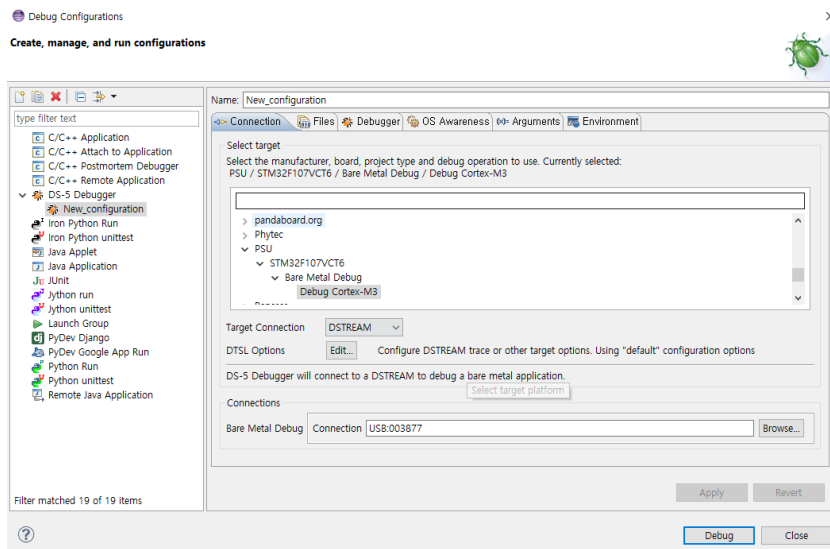 Debug Configurations
Create, manage, and run configurations
type filter text
C/C++ Application
C/C++ Attach to Application
C/C++ Postmortem Debugger
C/C++ Remote Application
DS-5 Debugger
New_configuration
Iron Python Run
Iron Python unittest
Java Applet
Java Application
JUnit
Jython run
Jython unittest
Launch Group
PyDev Django
PyDev Google App Run
Python Run
Python unittest
Remote Java Application
Filter matched 19 of 19 items
Name: New_configuration
Connection Files Debugger OS Awareness Arguments Environment
Select target
Select the manufacturer, board, project type and debug operation to use. Currently selected:
PSU / STM32F107VCT6 / Bare Metal Debug / Debug Cortex-M3
pandaboard.org
Phytec
PSU
STM32F107VCT6
Bare Metal Debug
Debug Cortex-M3
Target Connection DSTREAM
DTSL Options Edit... Configure DSTREAM trace or other target options. Using "default" configuration options
DS-5 Debugger will connect to a DSTREAM to debug a bare metal application.
Select target platform
Connections
Bare Metal Debug Connection USB:003877 Browse...
Apply Revert
Debug Close